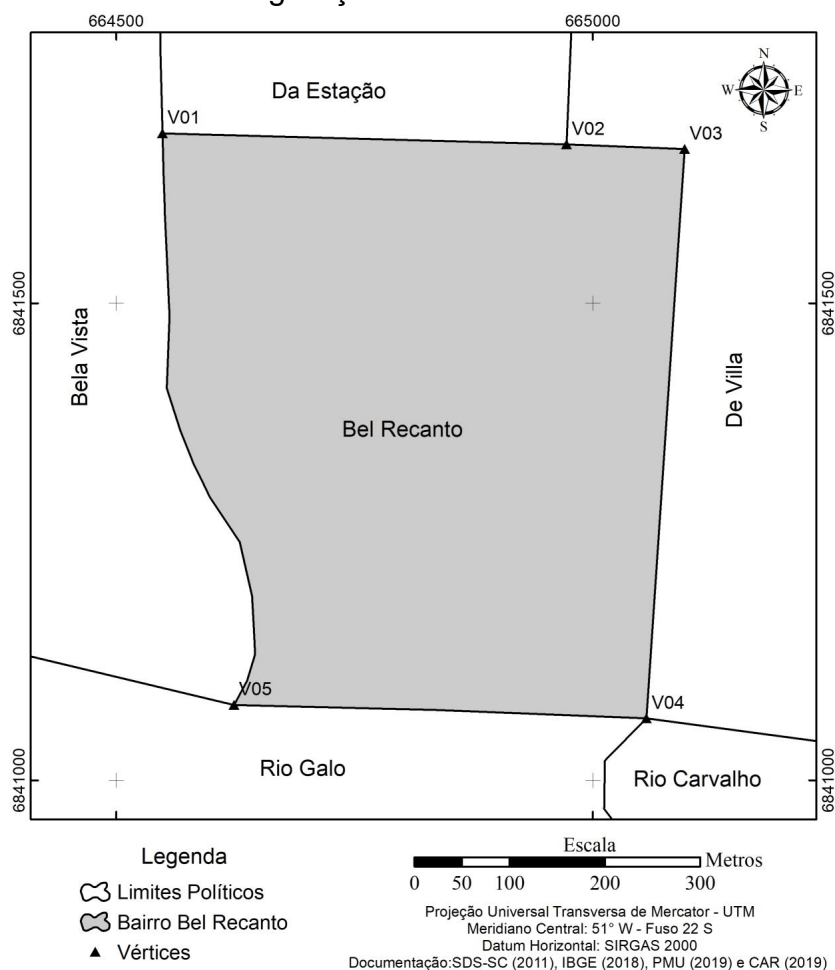 664500
665000
N
W
E
S
Da Estação
V01
V02
V03
6841500
6841500
Bela Vista
De Villa
Bel Recanto
V05
V04
Rio Galo
Rio Carvalho
6841000
6841000
Legenda
Limites Políticos
Bairro Bel Recanto
Vértices
Escala
Metros
0 50 100 200 300
Projeção Universal Transversa de Mercator - UTM
Meridiano Central: 51° W - Fuso 22 S
Datum Horizontal: SIRGAS 2000
Documentação:SDS-SC (2011), IBGE (2018), PMU (2019) e CAR (2019)